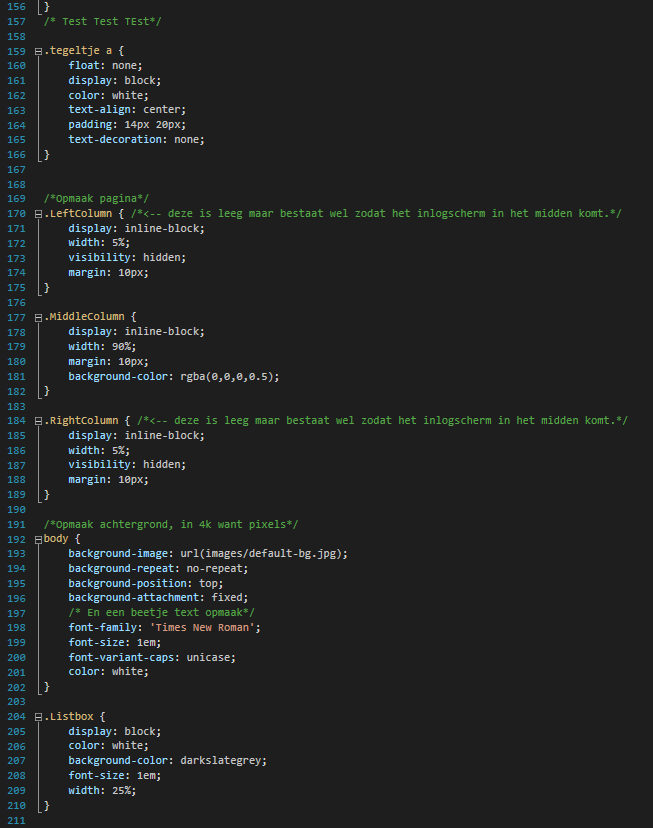 156 }
157 /* Test Test TEst*/
158
159 .tegeltje a {
160 float: none;
161 display: block;
162 color: white;
163 text-align: center;
164 padding: 14px 20px;
165 text-decoration: none;
166 }
167
168
169 /*Opmaak pagina*/
170 .LeftColumn { /*<-- deze is leeg maar bestaat wel zodat het inlogscherm in het midden komt.*/
171 display: inline-block;
172 width: 5%;
173 visibility: hidden;
174 margin: 10px;
175 }
176
177 .MiddleColumn {
178 display: inline-block;
179 width: 90%;
180 margin: 10px;
181 background-color: rgba(0,0,0,0.5);
182 }
183
184 .RightColumn { /*<-- deze is leeg maar bestaat wel zodat het inlogscherm in het midden komt.*/
185 display: inline-block;
186 width: 5%;
187 visibility: hidden;
188 margin: 10px;
189 }
190
191 /*Opmaak achtergrond, in 4k want pixels*/
192 body {
193 background-image: url(images/default-bg.jpg);
194 background-repeat: no-repeat;
195 background-position: top;
196 background-attachment: fixed;
197 /* En een beetje text opmaak*/
198 font-family: 'Times New Roman';
199 font-size: 1em;
200 font-variant-caps: unicase;
201 color: white;
202 }
203
204 .Listbox {
205 display: block;
206 color: white;
207 background-color: darkslategrey;
208 font-size: 1em;
209 width: 25%;
210 }
211